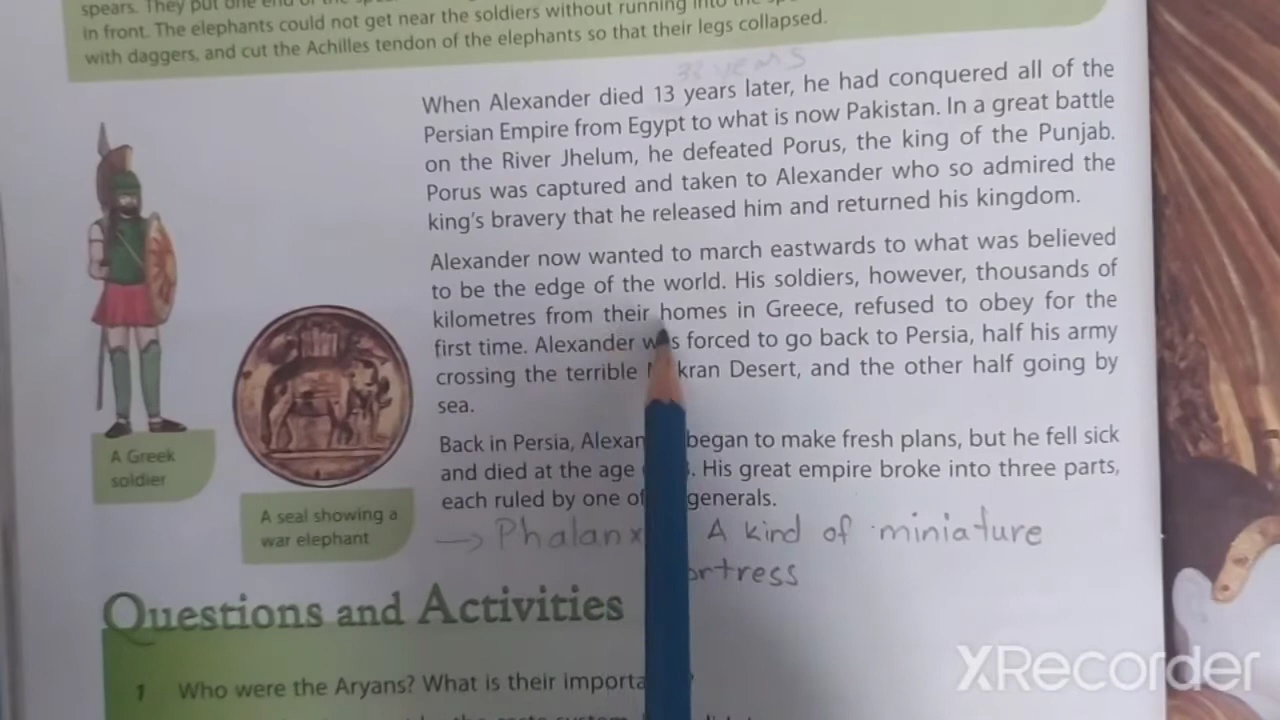 spears. They put one end of the
in front. The elephants could not get near the soldiers without running into the
with daggers, and cut the Achilles tendon of the elephants so that their legs collapsed.
When Alexander died 13 years later, he had conquered all of the
Persian Empire from Egypt to what is now Pakistan. In a great battle
on the River Jhelum, he defeated Porus, the king of the Punjab.
Porus was captured and taken to Alexander who so admired the
king's bravery that he released him and returned his kingdom.
Alexander now wanted to march eastwards to what was believed
to be the edge of the world. His soldiers, however, thousands of
kilometres from their homes in Greece, refused to obey for the
first time. Alexander was forced to go back to Persia, half his army
crossing the terrible kran Desert, and the other half going by
sea.
Back in Persia, Alexan began to make fresh plans, but he fell sick
and died at the age His great empire broke into three parts,
each ruled by one of generals.
→ Phalanx A kind of miniature
ortress
A Greek
soldier
A seal showing a
war elephant
Questions and Activities
1 Who were the Aryans? What is their importa
XRecorder